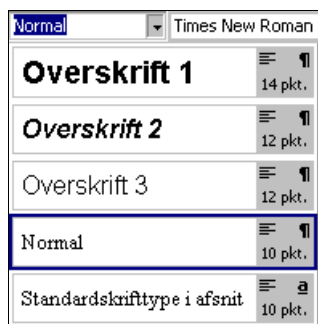 Normal Times New Roman
Overskrift 1 ¶
14 pkt.
Overskrift 2 ¶
12 pkt.
Overskrift 3 ¶
12 pkt.
Normal ¶
10 pkt.
Standardskrifttype i afsnit a
10 pkt.